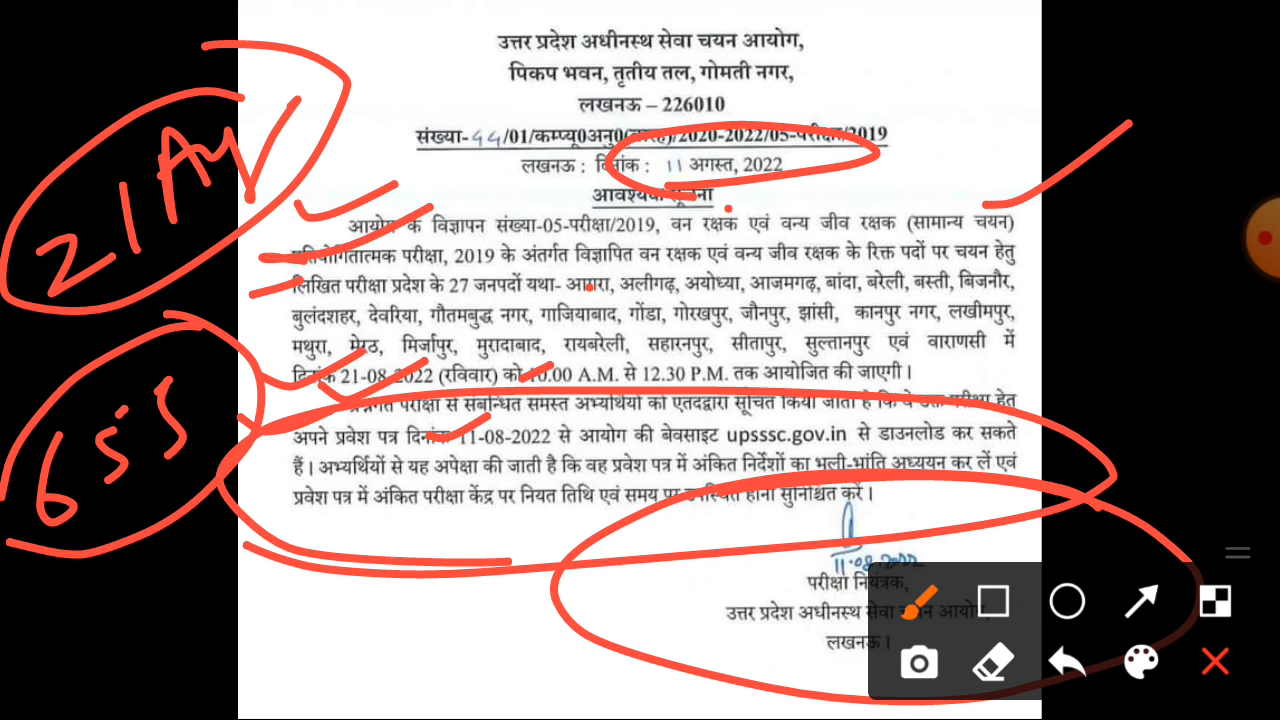 उत्तर प्रदेश अधीनस्थ सेवा चयन आयोग,
पिकप भवन, तृतीय तल, गोमती नगर,
लखनऊ – 226010
संख्या-44/01/कम्प्यू0अनु0/2020-2022/05-परीक्षा/2019
लखनऊ : दिनांक : 11 अगस्त, 2022
आवश्यक सूचना
आयोग के विज्ञापन संख्या-05-परीक्षा/2019, वन रक्षक एवं वन्य जीव रक्षक (सामान्य चयन)
प्रतियोगितात्मक परीक्षा, 2019 के अंतर्गत विज्ञापित वन रक्षक एवं वन्य जीव रक्षक के रिक्त पदों पर चयन हेतु
लिखित परीक्षा प्रदेश के 27 जनपदों यथा- आगरा, अलीगढ़, अयोध्या, आजमगढ़, बांदा, बरेली, बस्ती, बिजनौर,
बुलंदशहर, देवरिया, गौतमबुद्ध नगर, गाजियाबाद, गोंडा, गोरखपुर, जौनपुर, झांसी, कानपुर नगर, लखीमपुर,
मथुरा, मेरठ, मिर्जापुर, मुरादाबाद, रायबरेली, सहारनपुर, सीतापुर, सुल्तानपुर एवं वाराणसी में
दिनांक 21-08-2022 (रविवार) को 10.00 A.M. से 12.30 P.M. तक आयोजित की जाएगी।
प्रश्नगत परीक्षा से संबन्धित समस्त अभ्यर्थियों को एतदद्वारा सूचित किया जाता है कि वे उक्त परीक्षा हेतु
अपने प्रवेश पत्र दिनांक 11-08-2022 से आयोग की बेवसाइट upsssc.gov.in से डाउनलोड कर सकते
हैं। अभ्यर्थियों से यह अपेक्षा की जाती है कि वह प्रवेश पत्र में अंकित निर्देशों का भली-भांति अध्ययन कर लें एवं
प्रवेश पत्र में अंकित परीक्षा केंद्र पर नियत तिथि एवं समय पर उपस्थित होना सुनिश्चित करें।
11.08.2022
परीक्षा नियंत्रक,
उत्तर प्रदेश अधीनस्थ सेवा चयन आयोग,
लखनऊ।
21 Au
655